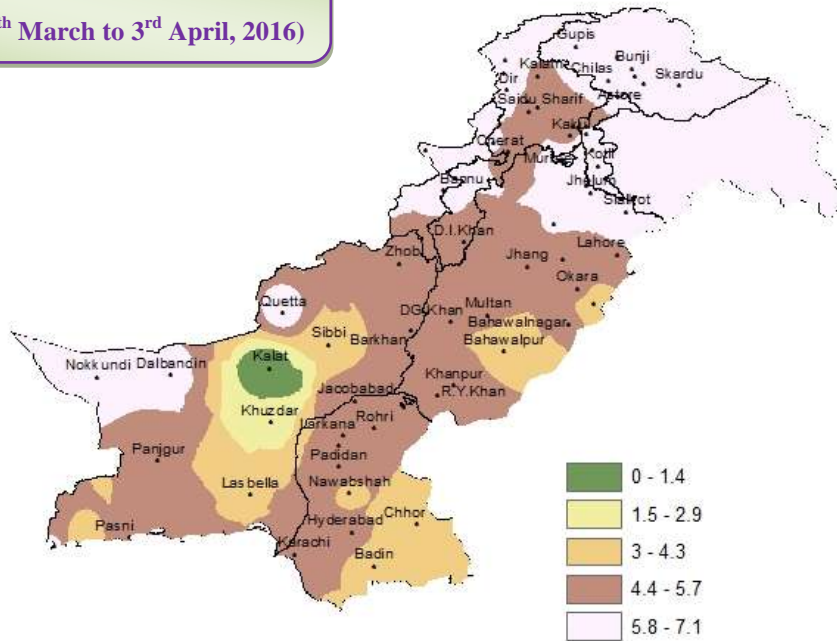 th March to 3rd April, 2016)
Gupis
Bunji
Kalam
Chilas
Skardu
Dir
Astore
Saidu Sharif
Kakul
Cherat
Murree
Kotli
Bannu
Jhelum
Sialkot
D.I.Khan
Zhob
Lahore
Jhang
Okara
Quetta
DG Khan
Multan
Bahawalnagar
Sibbi
Barkhan
Bahawalpur
Kalat
Nokkundi
Dalbandin
Khanpur
Jacobabad
R.Y.Khan
Khuzdar
Larkana
Rohri
Panjgur
Padidan
Lasbella
Nawabshah
Chhor
Pasni
Hyderabad
Karachi
Badin
0 - 1.4
1.5 - 2.9
3 - 4.3
4.4 - 5.7
5.8 - 7.1